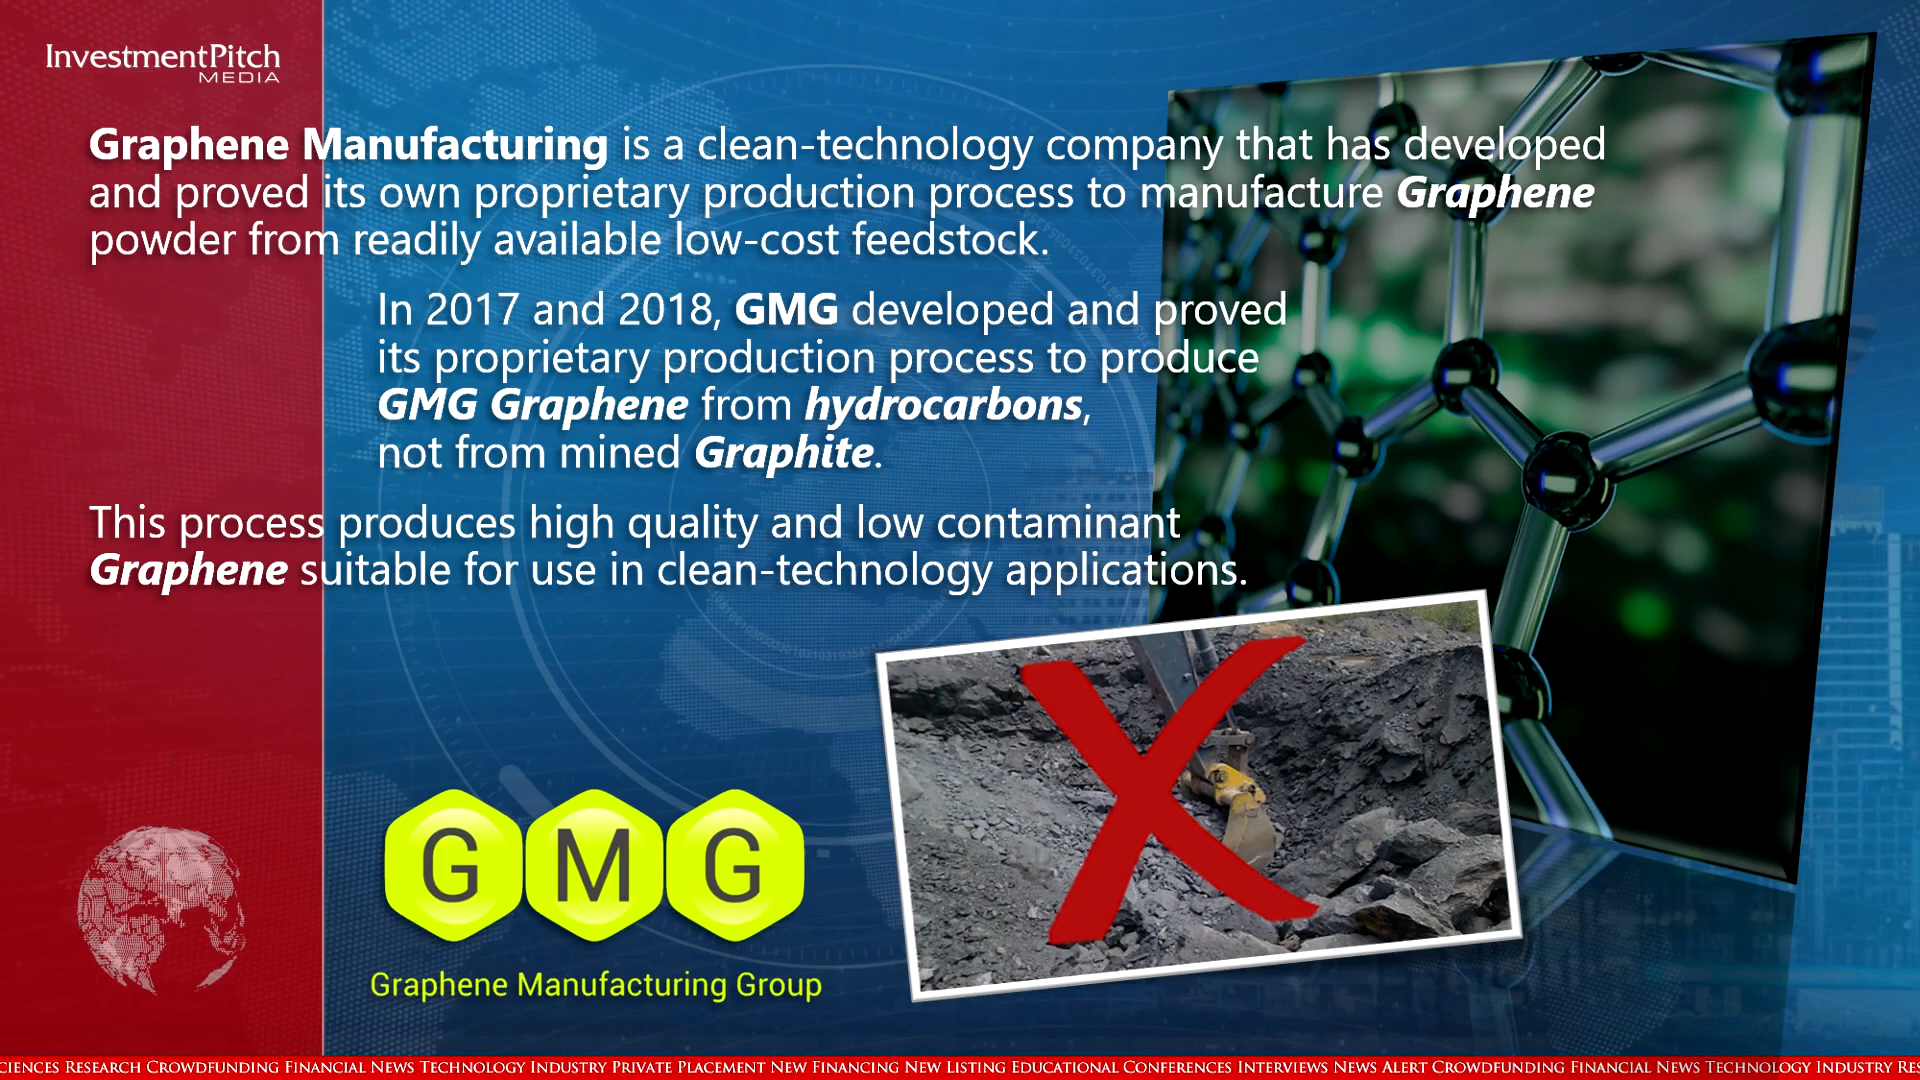 InvestmentPitch
MEDIA
Graphene Manufacturing is a clean-technology company that has developed
and proved its own proprietary production process to manufacture Graphene
powder from readily available low-cost feedstock.
In 2017 and 2018, GMG developed and proved
its proprietary production process to produce
GMG Graphene from hydrocarbons,
not from mined Graphite.
This process produces high quality and low contaminant
Graphene suitable for use in clean-technology applications.
G M G
Graphene Manufacturing Group
CIENCES RESEARCH CROWDFUNDING FINANCIAL NEWS TECHNOLOGY INDUSTRY PRIVATE PLACEMENT NEW FINANCING NEW LISTING EDUCATIONAL CONFERENCES INTERVIEWS NEWS ALERT CROWDFUNDING FINANCIAL NEWS TECHNOLOGY INDUSTRY RES